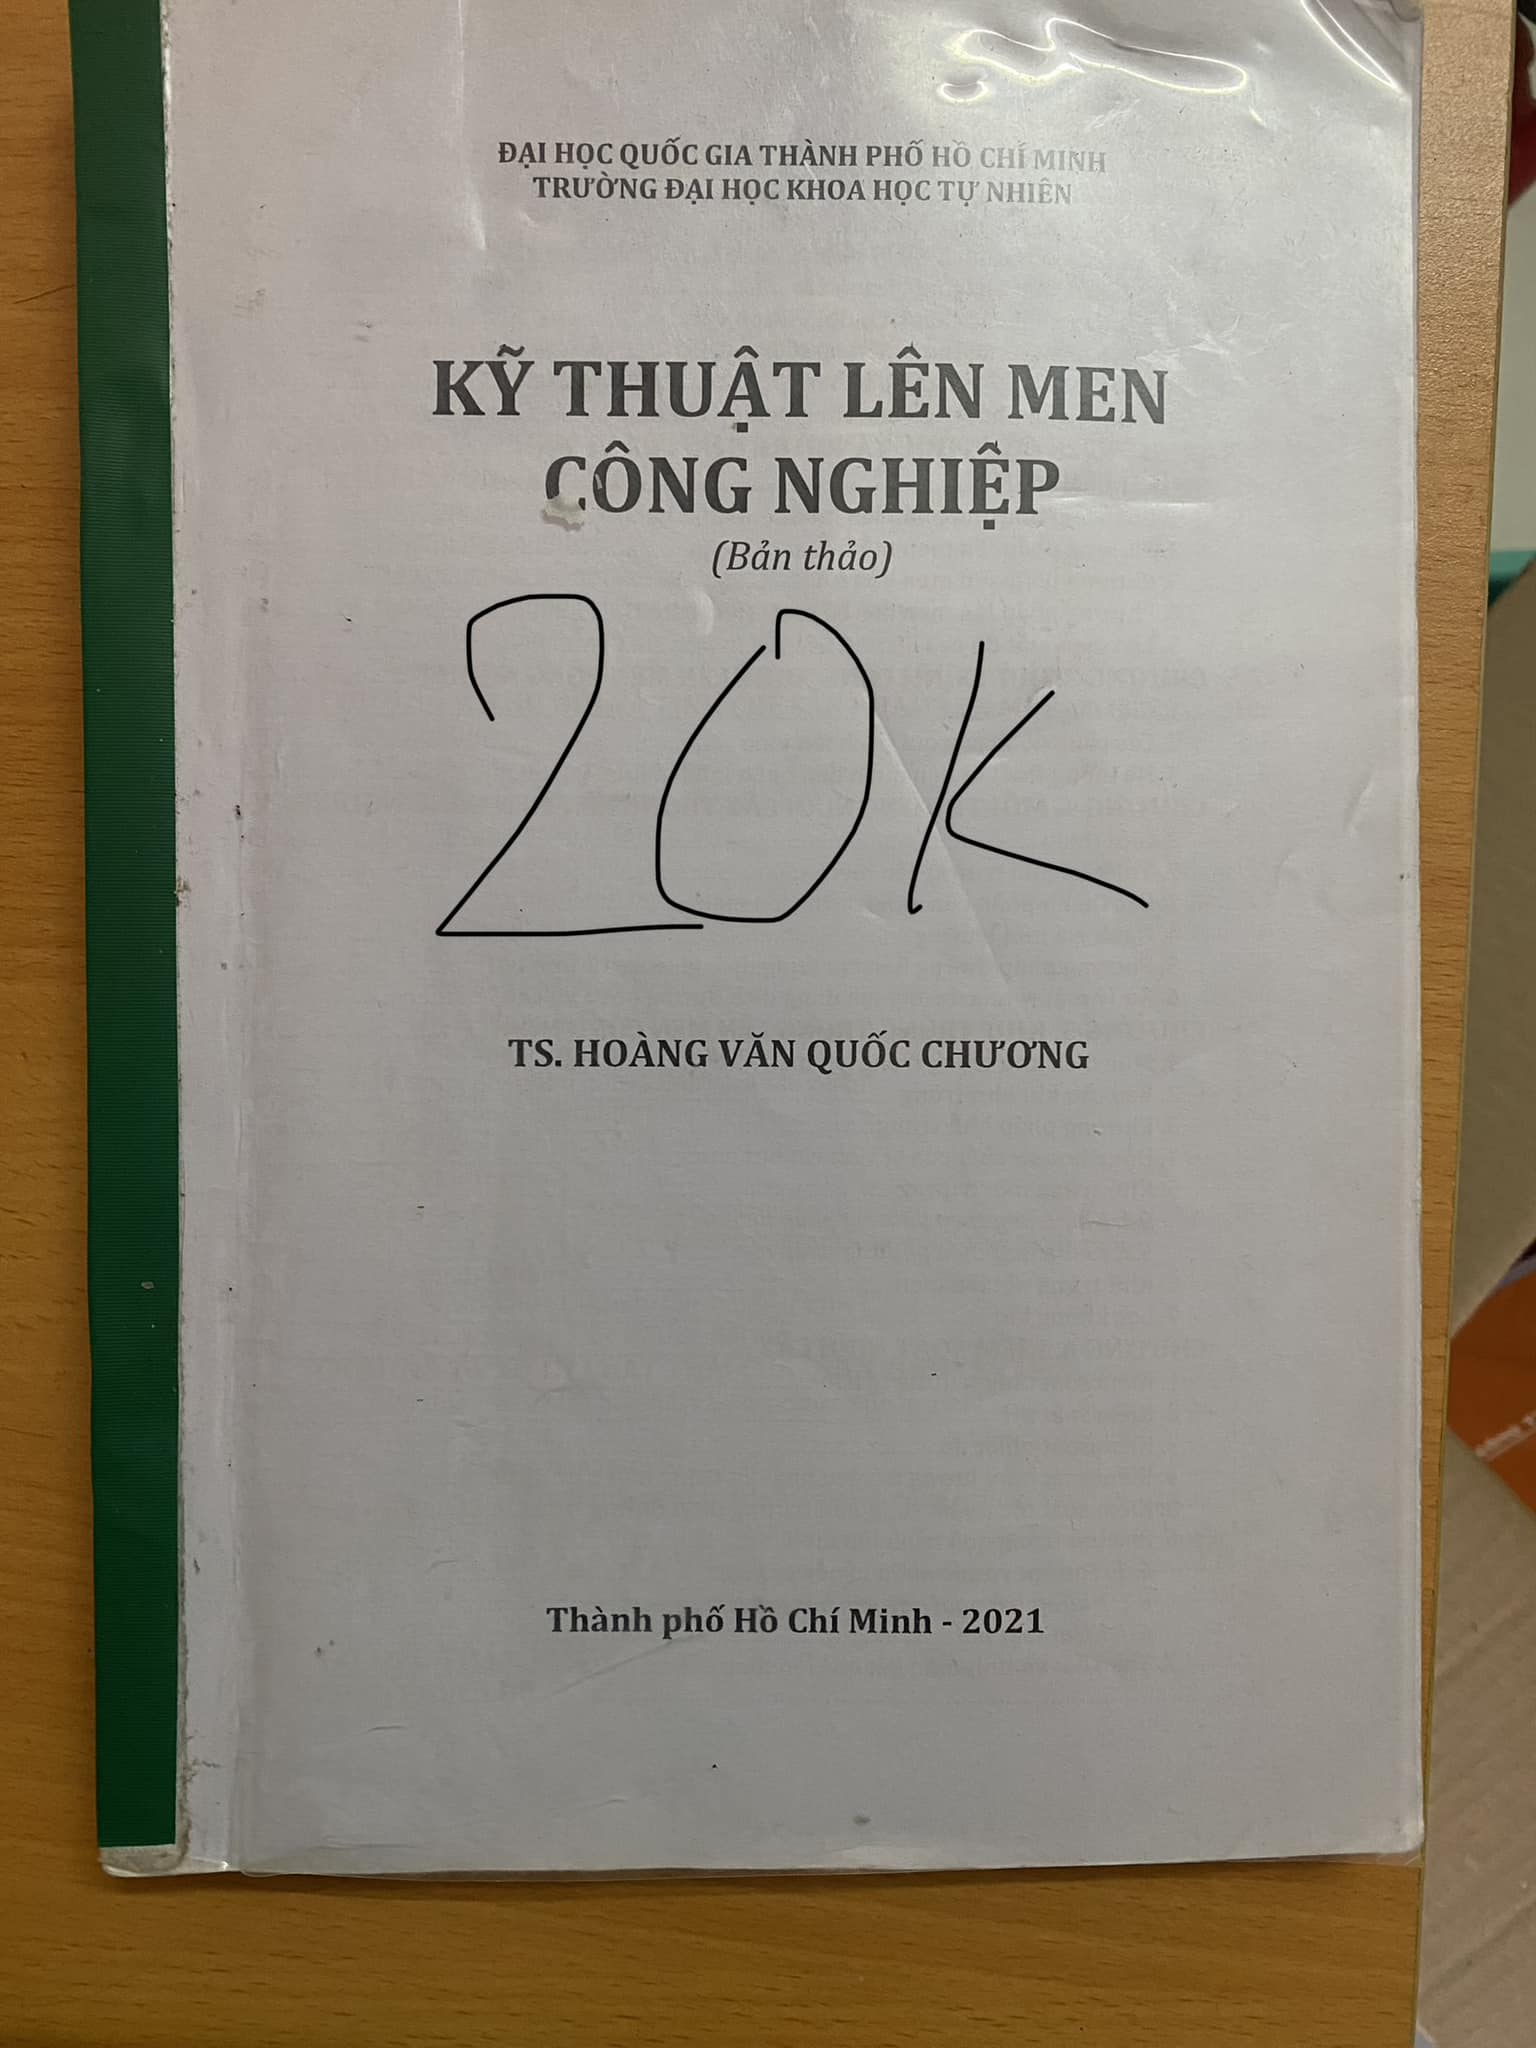 ĐẠI HỌC QUỐC GIA THÀNH PHỐ HỒ CHÍ MINH
TRƯỜNG ĐẠI HỌC KHOA HỌC TỰ NHIÊN
KỸ THUẬT LÊN MEN
CÔNG NGHIỆP
(Bản thảo)
20K
TS. HOÀNG VĂN QUỐC CHƯƠNG
Thành phố Hồ Chí Minh - 2021